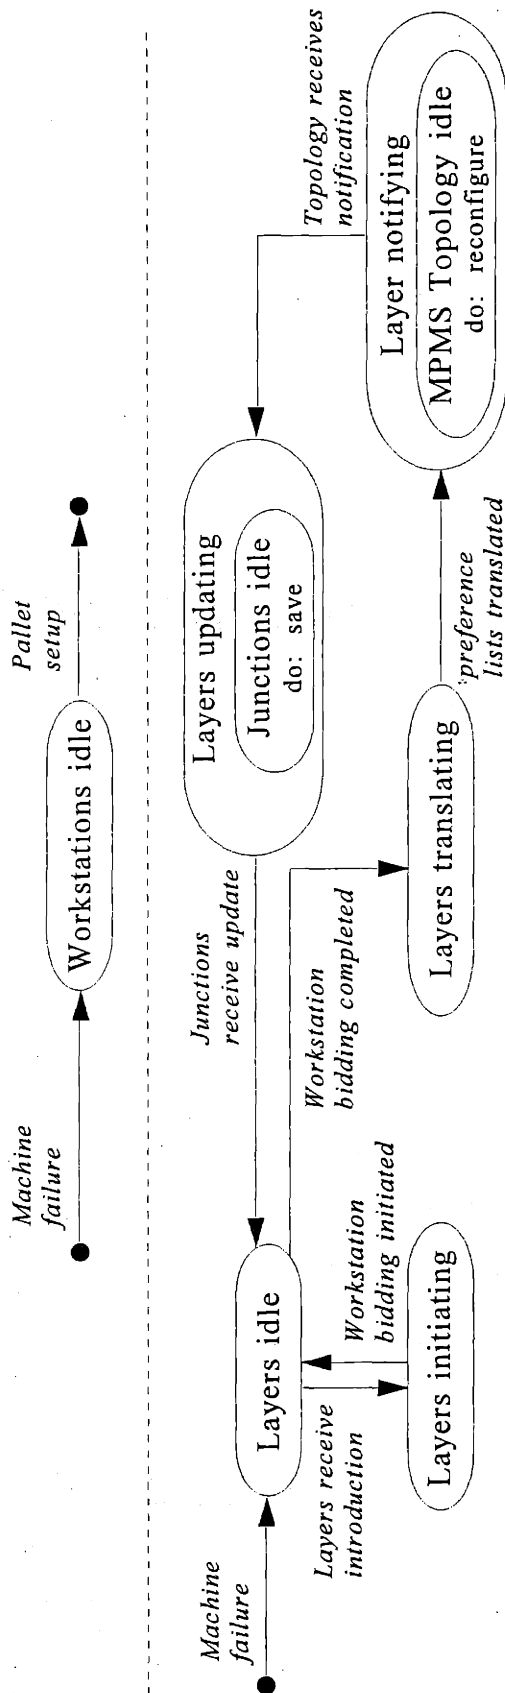 Machine
failure
Workstations idle
Pallet
setup
Machine
failure
Layers idle
Layers receive
introduction
Workstation
bidding initiated
Layers initiating
Junctions
receive update
Workstation
bidding completed
Layers updating
Junctions idle
do: save
Layers translating
preference
lists translated
Topology receives
notification
Layer notifying
MPMS Topology idle
do: reconfigure